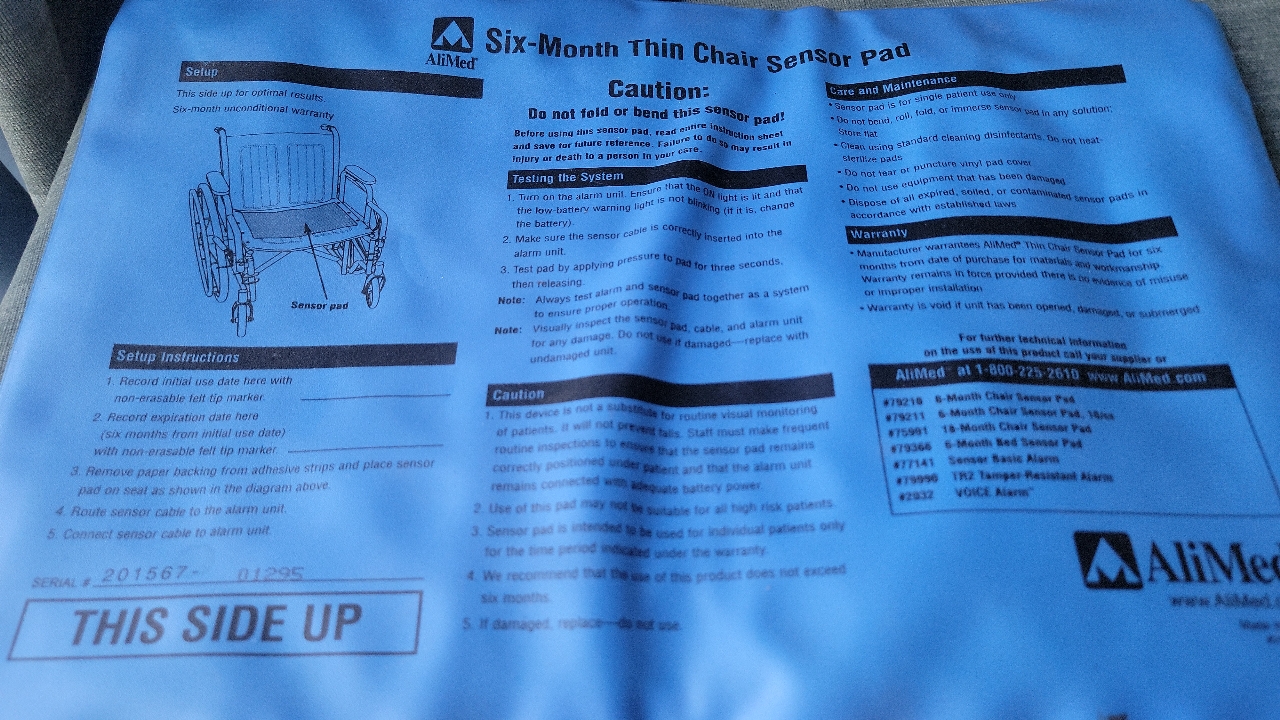 AliMed®
Six-Month Thin Chair Sensor Pad
Setup
This side up for optimal results.
Six-month unconditional warranty
Sensor pad
Setup Instructions
1. Record initial use date here with
non-erasable felt tip marker.
2. Record expiration date here
(six months from initial use date)
with non-erasable felt tip marker.
3. Remove paper backing from adhesive strips and place sensor
pad on seat as shown in the diagram above.
4. Route sensor cable to the alarm unit.
5. Connect sensor cable to alarm unit.
SERIAL # 201567- 01295
THIS SIDE UP
Caution:
Do not fold or bend this sensor pad!
Before using this sensor pad, read entire instruction sheet
and save for future reference. Failure to do so may result in
injury or death to a person in your care.
Testing the System
1. Turn on the alarm unit. Ensure that the ON light is lit and that
the low-battery warning light is not blinking (if it is, change
the battery).
2. Make sure the sensor cable is correctly inserted into the
alarm unit.
3. Test pad by applying pressure to pad for three seconds,
then releasing.
Note: Always test alarm and sensor pad together as a system
to ensure proper operation.
Note: Visually inspect the sensor pad, cable, and alarm unit
for any damage. Do not use if damaged—replace with
undamaged unit.
Caution
1. This device is not a substitute for routine visual monitoring
of patients. It will not prevent falls. Staff must make frequent
routine inspections to ensure that the sensor pad remains
correctly positioned under patient and that the alarm unit
remains connected with adequate battery power.
2. Use of this pad may not be suitable for all high risk patients.
3. Sensor pad is intended to be used for individual patients only
for the time period indicated under the warranty.
4. We recommend that the use of this product does not exceed
six months.
5. If damaged, replace—do not use.
Care and Maintenance
• Sensor pad is for single patient use only
• Do not bend, roll, fold, or immerse sensor pad in any solution;
Store flat
• Clean using standard cleaning disinfectants. Do not heat-
sterilize pads
• Do not tear or puncture vinyl pad cover
• Do not use equipment that has been damaged
• Dispose of all expired, soiled, or contaminated sensor pads in
accordance with established laws
Warranty
• Manufacturer warrantees AliMed® Thin Chair Sensor Pad for six
months from date of purchase for materials and workmanship.
Warranty remains in force provided there is no evidence of misuse
or improper installation
• Warranty is void if unit has been opened, damaged, or submerged
For further technical information
on the use of this product call your supplier or
AliMed® at 1-800-225-2610 www.AliMed.com
#79210 6-Month Chair Sensor Pad
#79211 6-Month Chair Sensor Pad, 10/cs
#75991 18-Month Chair Sensor Pad
#79366 6-Month Bed Sensor Pad
#77141 Sensor Basic Alarm
#79990 TR2 Tamper-Resistant Alarm
#2032 VOICE Alarm™
AliMed
www.AliMed.